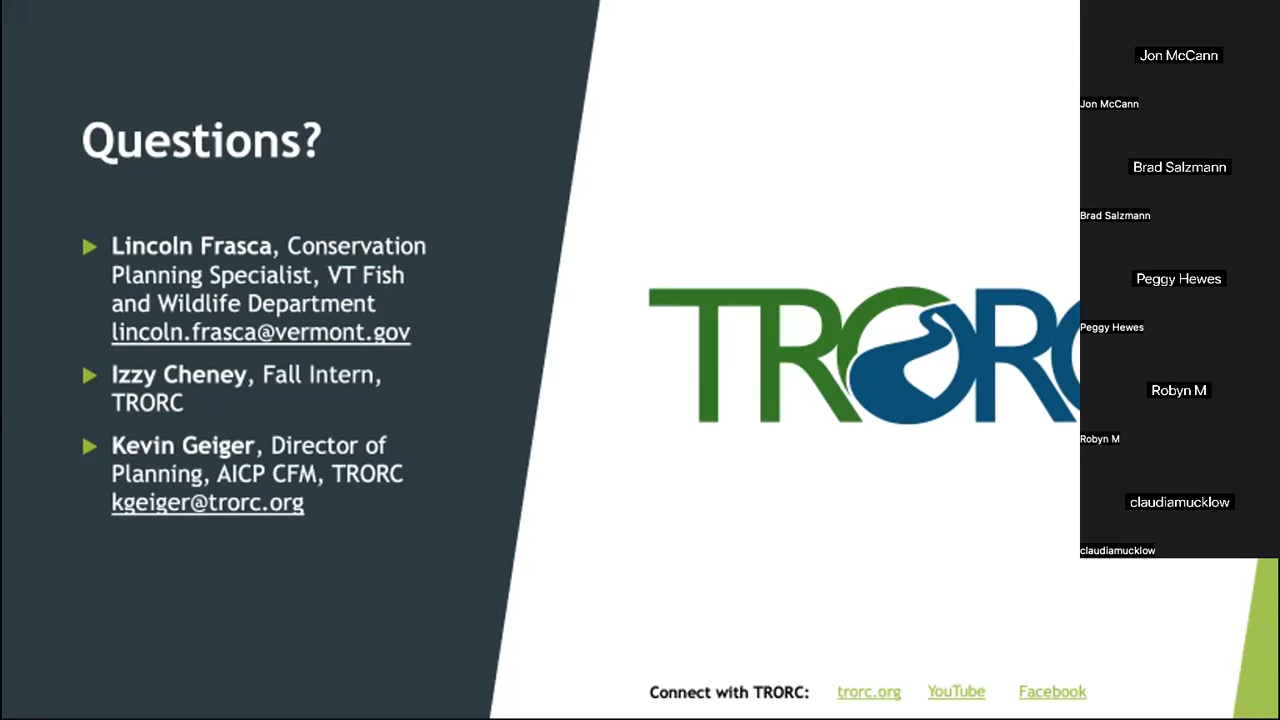 Questions?
Lincoln Frasca, Conservation
Planning Specialist, VT Fish
and Wildlife Department
lincoln.frasca@vermont.gov
Izzy Cheney, Fall Intern,
TRORC
Kevin Geiger, Director of
Planning, AICP CFM, TRORC
kgeiger@trorc.org
TRORC
Connect with TRORC: trorc.org YouTube Facebook
Jon McCann
Jon McCann
Brad Salzmann
Brad Salzmann
Peggy Hewes
Peggy Hewes
Robyn M
Robyn M
claudiamucklow
claudiamucklow